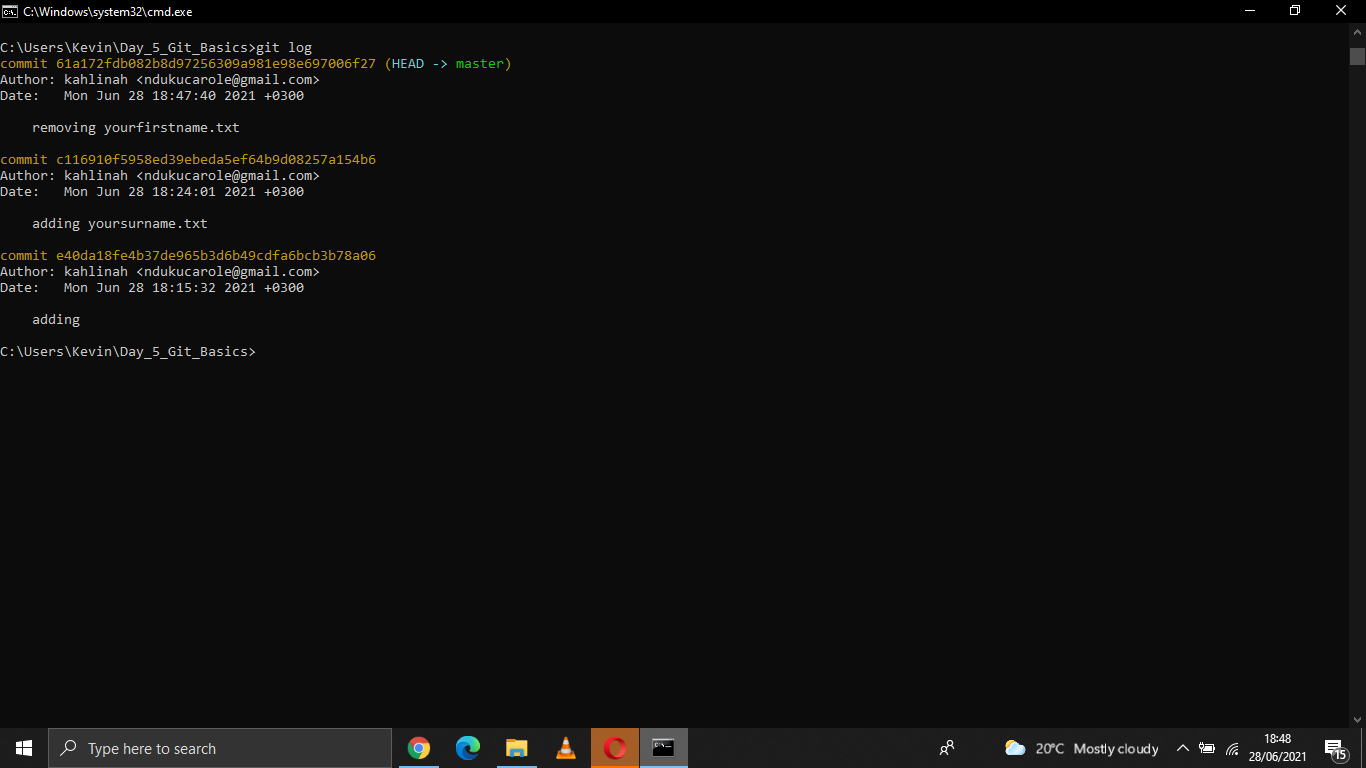 C:\Windows\system32\cmd.exe
C:\Users\Kevin\Day_5_Git_Basics>git log
commit 61a172fdb082b8d97256309a981e98e697006f27 (HEAD -> master)
Author: kahlinah <ndukucarole@gmail.com>
Date:   Mon Jun 28 18:47:40 2021 +0300
    removing yourfirstname.txt
commit c116910f5958ed39ebeda5ef64b9d08257a154b6
Author: kahlinah <ndukucarole@gmail.com>
Date:   Mon Jun 28 18:24:01 2021 +0300
    adding yoursurname.txt
commit e40da18fe4b37de965b3d6b49cdfa6bcb3b78a06
Author: kahlinah <ndukucarole@gmail.com>
Date:   Mon Jun 28 18:15:32 2021 +0300
    adding
C:\Users\Kevin\Day_5_Git_Basics>
Type here to search
20°C Mostly cloudy
18:48
28/06/2021
15